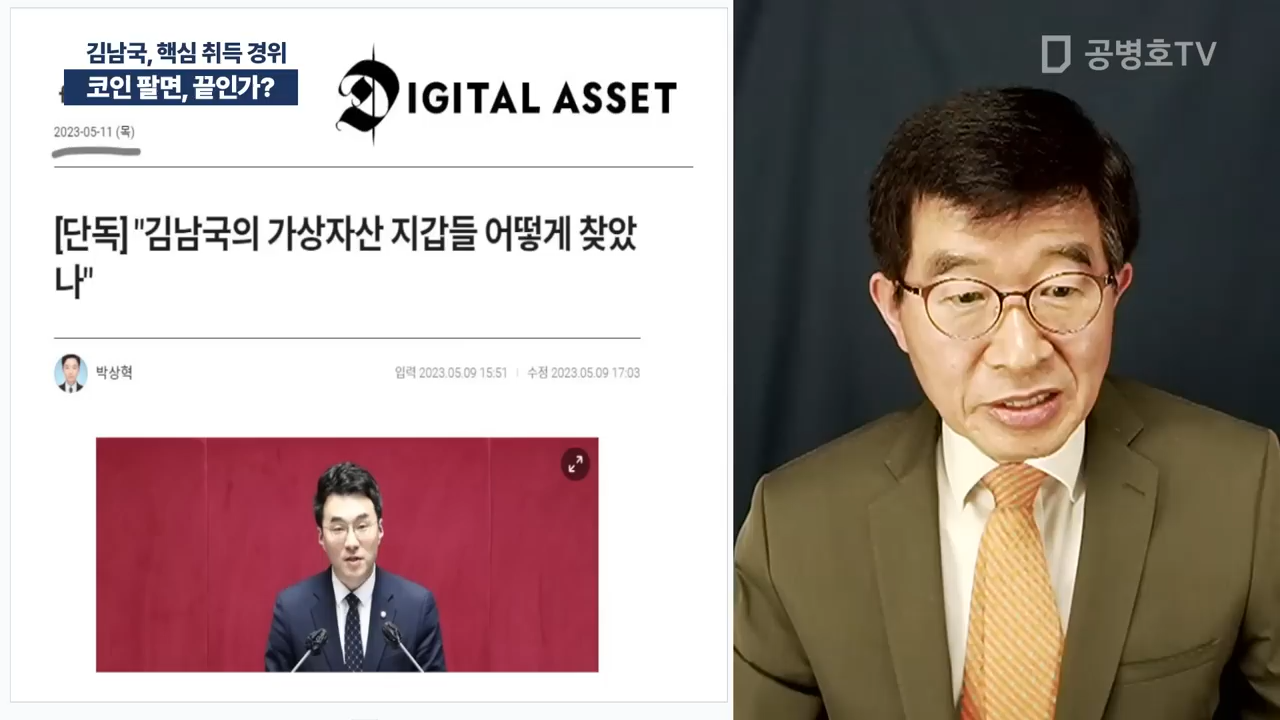 김남국, 핵심 취득 경위
코인 팔면, 끝인가?
DIGITAL ASSET
2023-05-11 (목)
[단독] "김남국의 가상자산 지갑들 어떻게 찾았
나"
박상혁
입력 2023.05.09 15:51 | 수정 2023.05.09 17:03
공병호TV